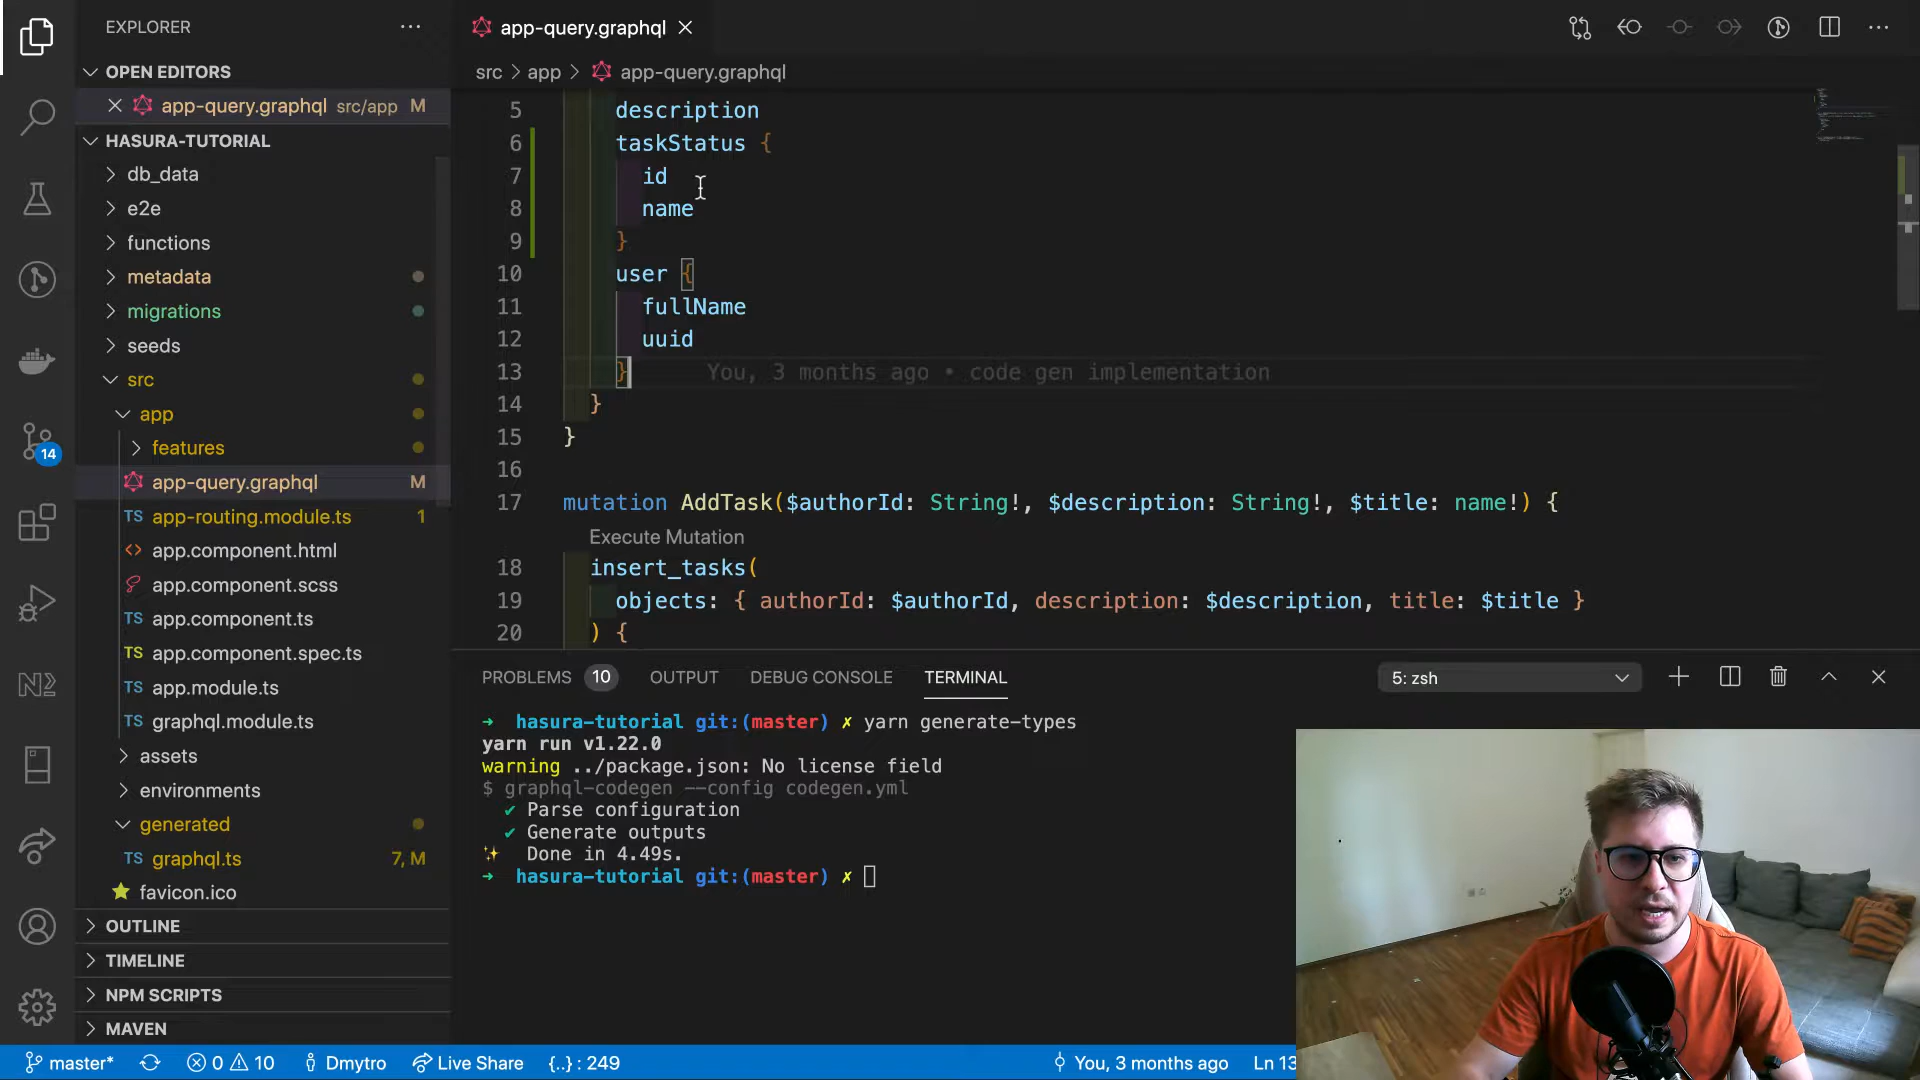 EXPLORER
OPEN EDITORS
app-query.graphql src/app M
HASURA-TUTORIAL
db_data
e2e
functions
metadata
migrations
seeds
src
app
features
app-query.graphql M
TS app-routing.module.ts 1
app.component.html
app.component.scss
TS app.component.ts
TS app.component.spec.ts
TS app.module.ts
TS graphql.module.ts
assets
environments
generated
TS graphql.ts 7, M
favicon.ico
OUTLINE
TIMELINE
NPM SCRIPTS
MAVEN
14
app-query.graphql
src > app > app-query.graphql
5 description
6 taskStatus {
7 id
8 name
9 }
10 user {
11 fullName
12 uuid
13 } You, 3 months ago • code gen implementation
14 }
15 }
16
17 mutation AddTask($authorId: String!, $description: String!, $title: name!) {
Execute Mutation
18 insert_tasks(
19 objects: { authorId: $authorId, description: $description, title: $title }
20 ) {
PROBLEMS 10 OUTPUT DEBUG CONSOLE TERMINAL 5: zsh
➜ hasura-tutorial git:(master) ✗ yarn generate-types
yarn run v1.22.0
warning ../package.json: No license field
$ graphql-codegen --config codegen.yml
✔ Parse configuration
✔ Generate outputs
✨ Done in 4.49s.
➜ hasura-tutorial git:(master) ✗
master* 0 10 Dmytro Live Share {..} : 249 You, 3 months ago Ln 13